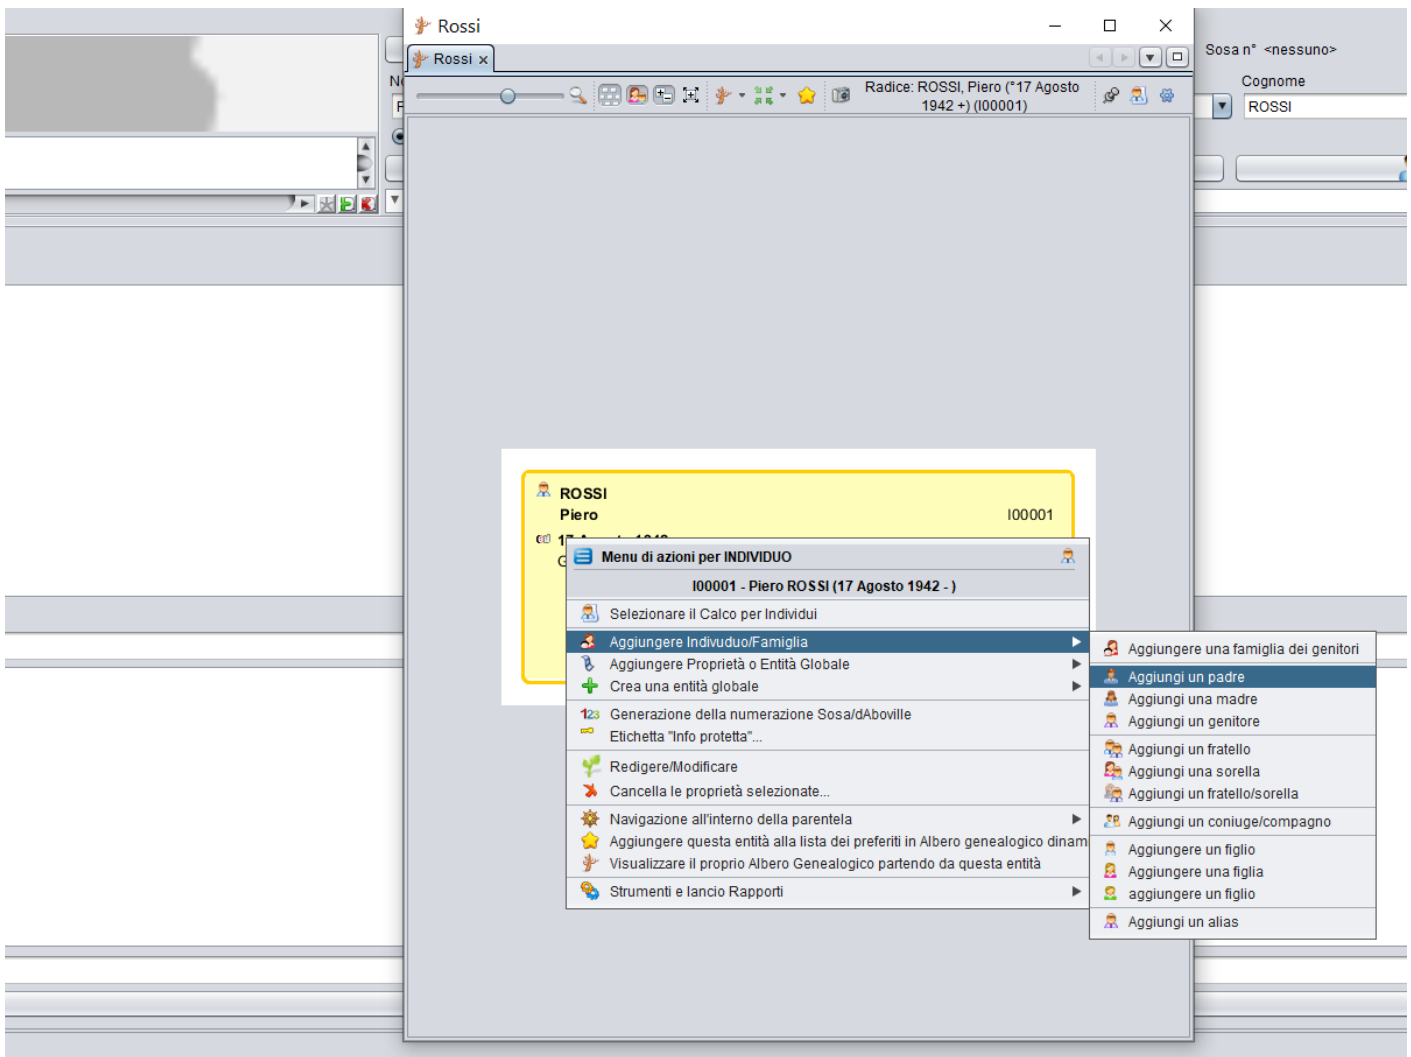 Rossi
Rossi x
Sosa n° <nessuno>
Cognome
ROSSI
Radice: ROSSI, Piero (*17 Agosto
1942 +) (I00001)
ROSSI
Piero
I00001
Menu di azioni per INDIVIDUO
I00001 - Piero ROSSI (17 Agosto 1942 - )
Selezionare il Calco per Individui
Aggiungere Indivuduo/Famiglia
Aggiungere Proprietà o Entità Globale
Crea una entità globale
123 Generazione della numerazione Sosa/dAboville
Etichetta "Info protetta"...
Redigere/Modificare
Cancella le proprietà selezionate...
Navigazione all'interno della parentela
Aggiungere questa entità alla lista dei preferiti in Albero genealogico dinam
Visualizzare il proprio Albero Genealogico partendo da questa entità
Strumenti e lancio Rapporti
Aggiungere una famiglia dei genitori
Aggiungi un padre
Aggiungi una madre
Aggiungi un genitore
Aggiungi un fratello
Aggiungi una sorella
Aggiungi un fratello/sorella
Aggiungi un coniuge/compagno
Aggiungere un figlio
Aggiungere una figlia
aggiungere un figlio
Aggiungi un alias